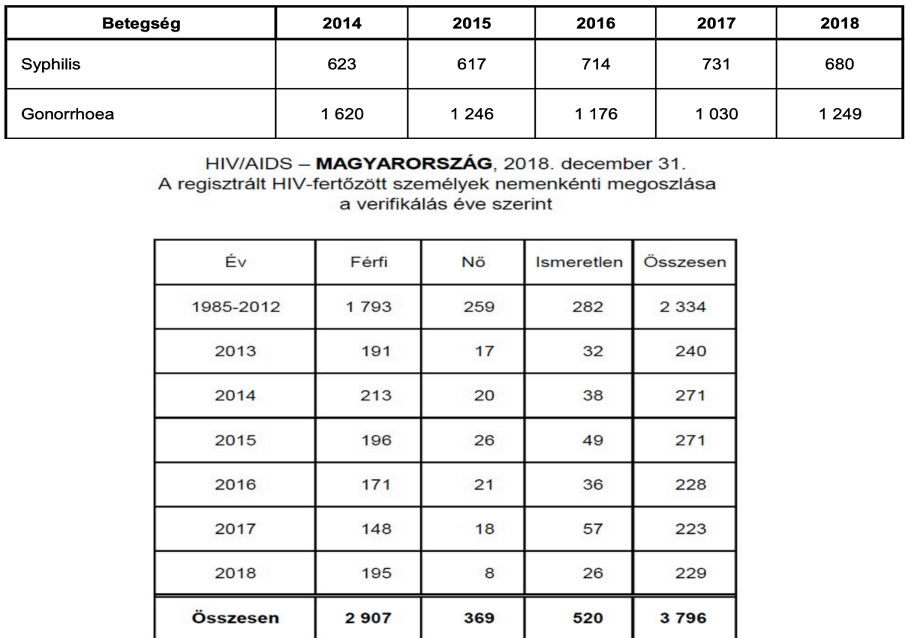 Betegség 2014 2015 2016 2017 2018
Syphilis 623 617 714 731 680
Gonorrhoea 1 620 1 246 1 176 1 030 1 249
HIV/AIDS – MAGYARORSZÁG, 2018. december 31.
A regisztrált HIV-fertőzött személyek nemenkénti megoszlása
a verifikálás éve szerint
Év Férfi Nő Ismeretlen Összesen
1985-2012 1 793 259 282 2 334
2013 191 17 32 240
2014 213 20 38 271
2015 196 26 49 271
2016 171 21 36 228
2017 148 18 57 223
2018 195 8 26 229
Összesen 2 907 369 520 3 796